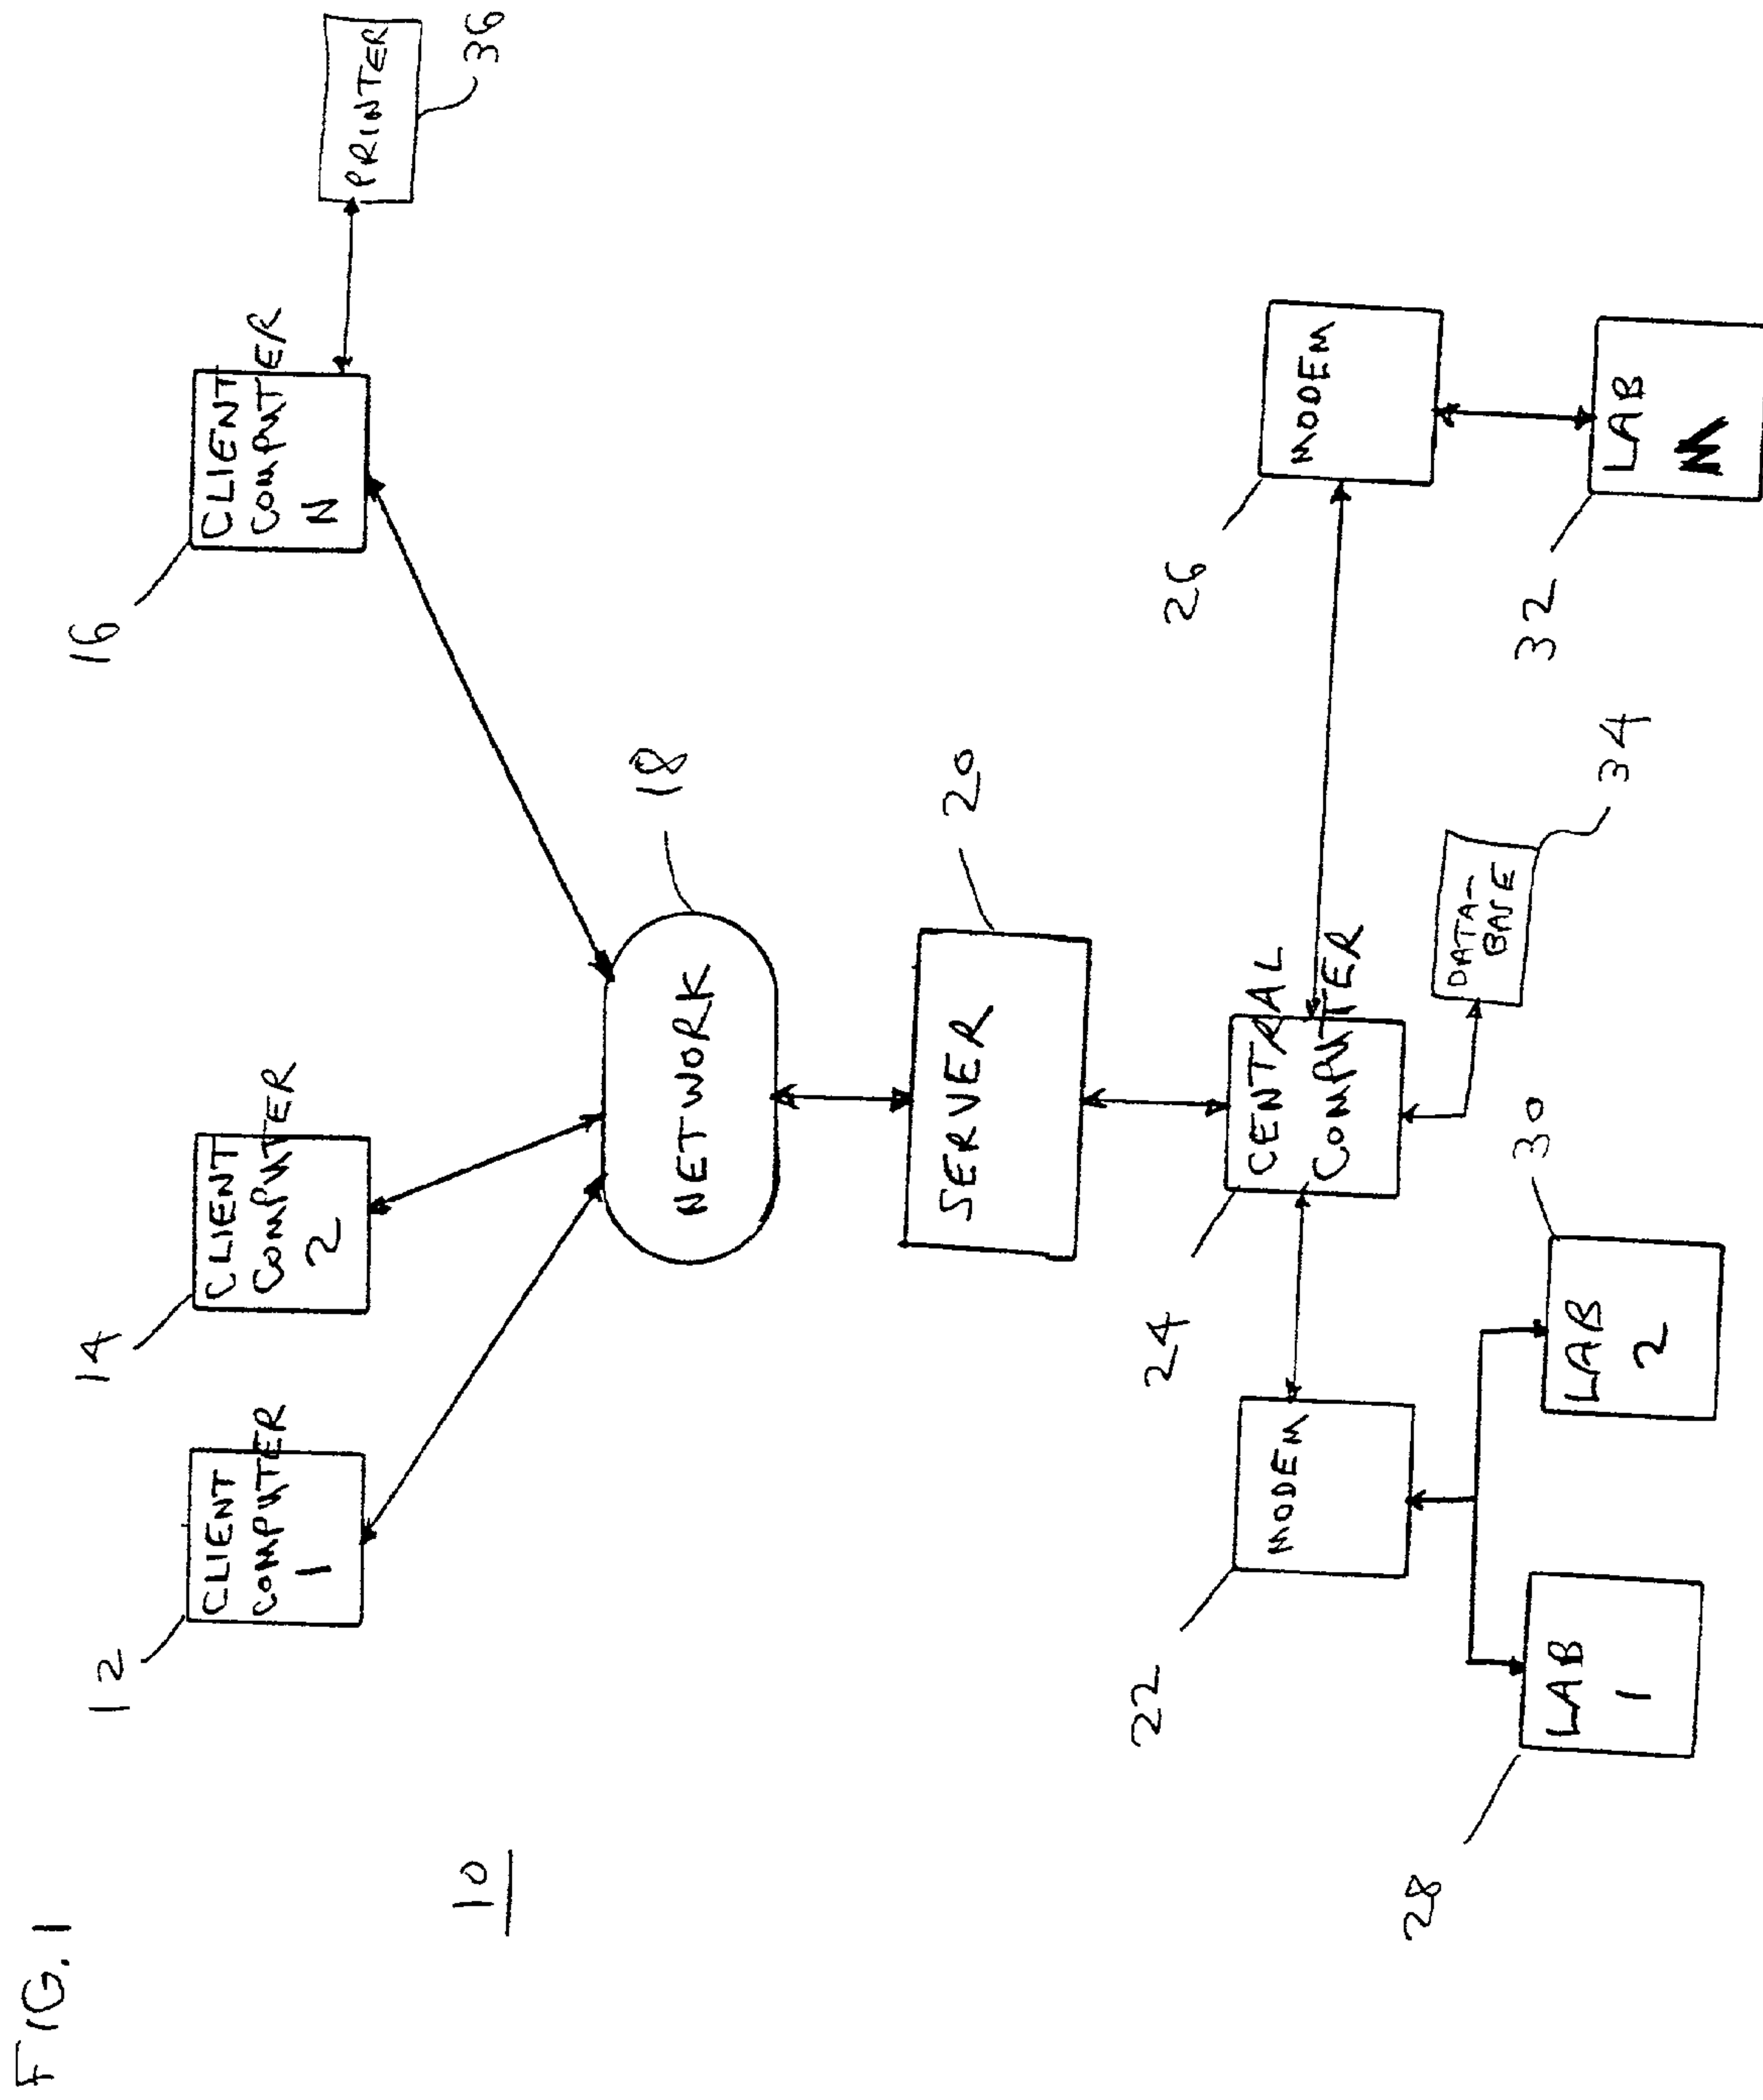 FIG. 1
10
12
CLIENT
COMPUTER
1
14
CLIENT
COMPUTER
2
16
CLIENT
COMPUTER
N
PRINTER
36
NETWORK
18
SERVER
20
22
MODEM
24
CENTRAL
COMPUTER
26
MODEM
DATA-
BASE
34
28
LAB
1
30
LAB
2
32
LAB
M